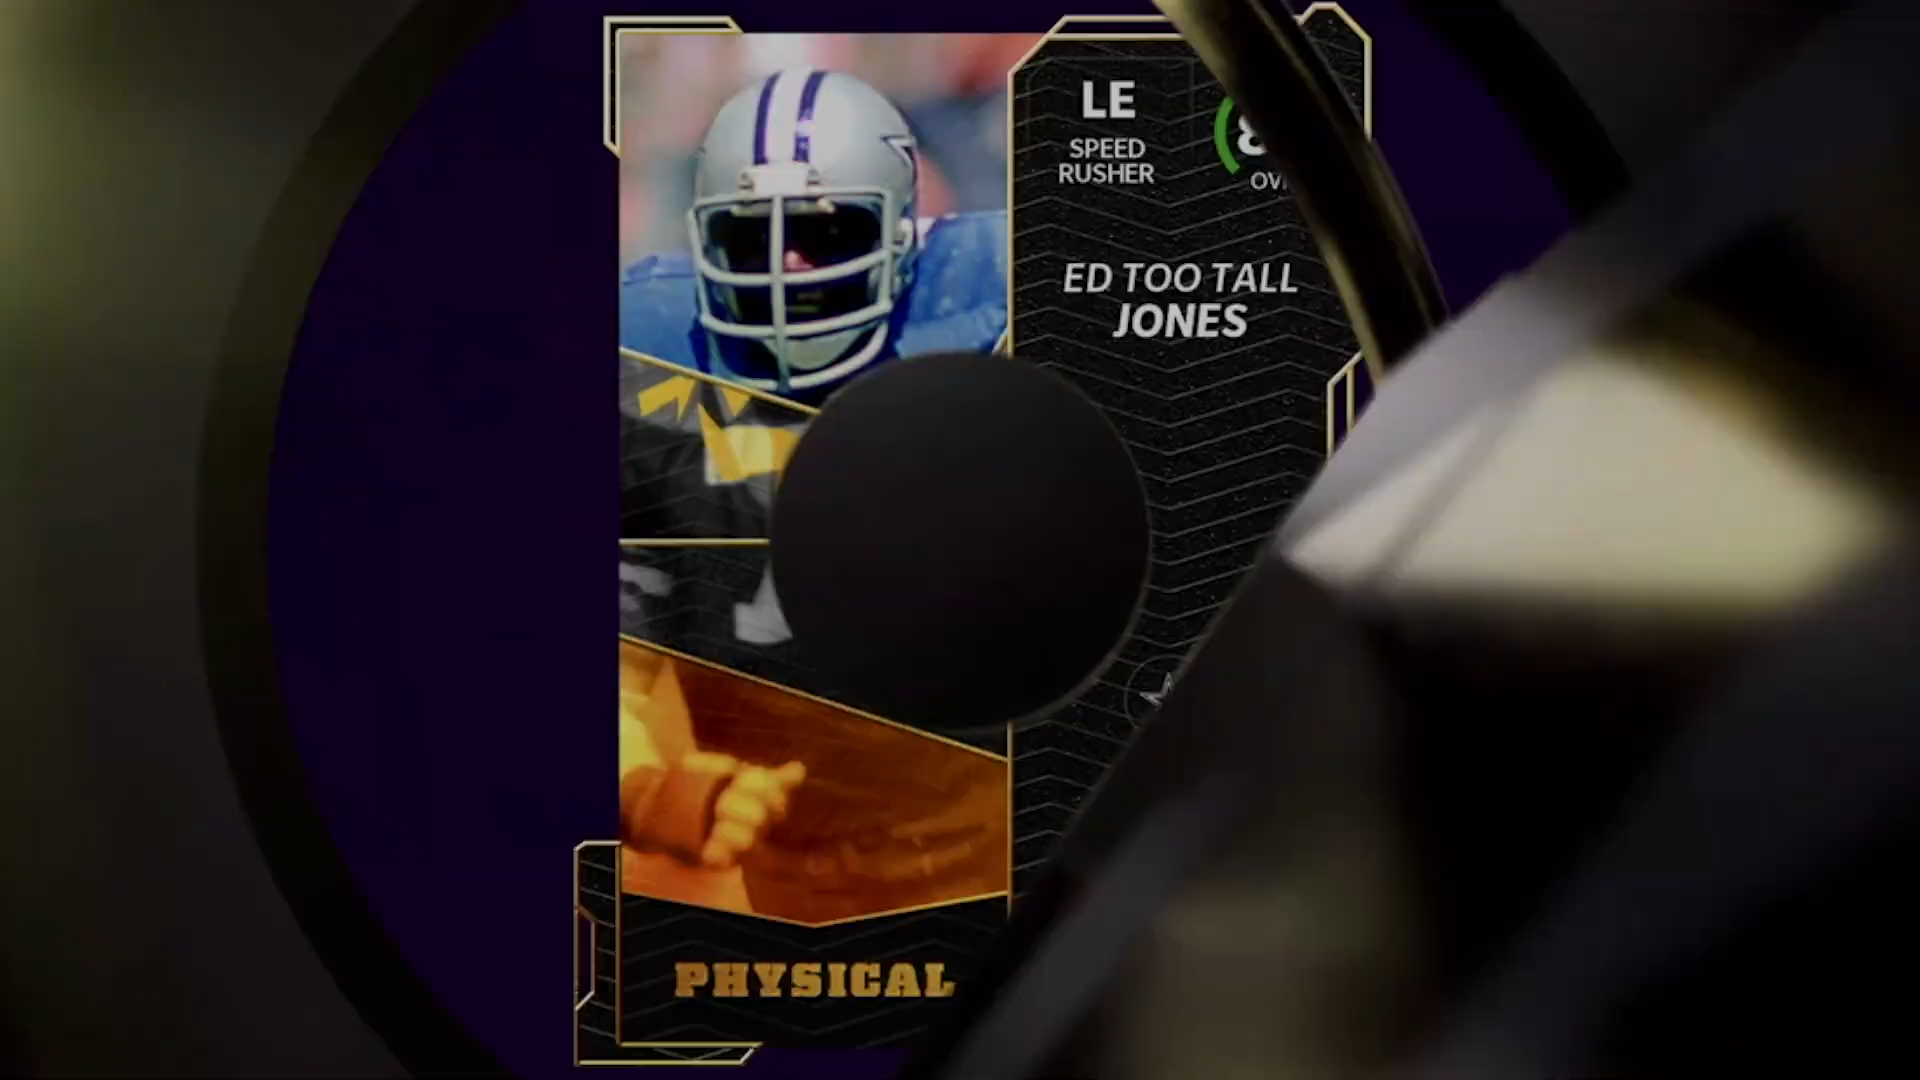 LE
SPEED
RUSHER
ED TOO TALL
JONES
PHYSICAL